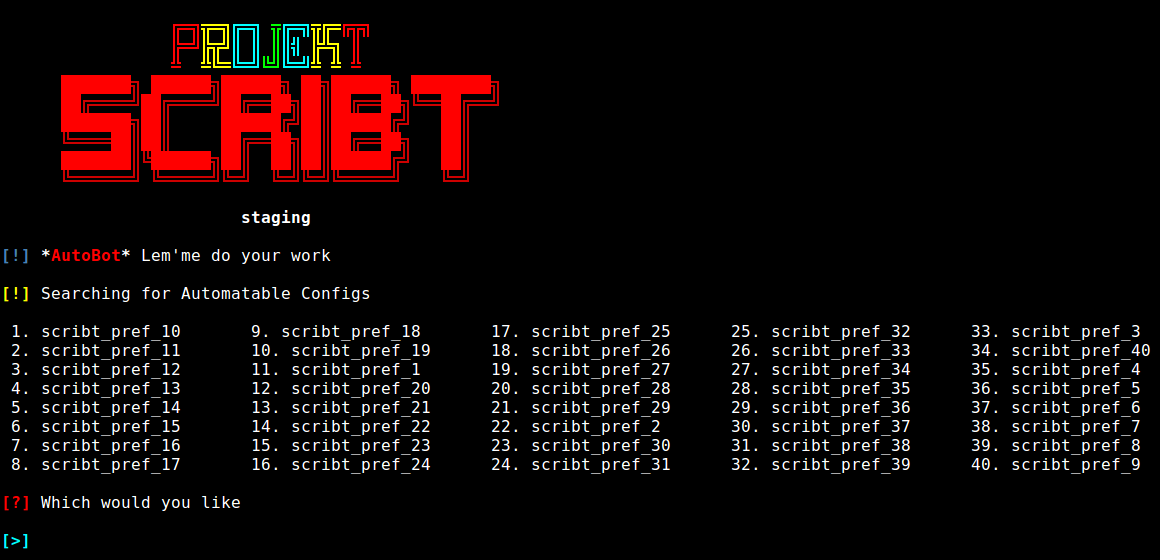 PROJEKT
SCRIBT
staging
[!] *AutoBot* Lem'me do your work
[!] Searching for Automatable Configs
1. scribt_pref_10 9. scribt_pref_18 17. scribt_pref_25 25. scribt_pref_32 33. scribt_pref_3
2. scribt_pref_11 10. scribt_pref_19 18. scribt_pref_26 26. scribt_pref_33 34. scribt_pref_40
3. scribt_pref_12 11. scribt_pref_1 19. scribt_pref_27 27. scribt_pref_34 35. scribt_pref_4
4. scribt_pref_13 12. scribt_pref_20 20. scribt_pref_28 28. scribt_pref_35 36. scribt_pref_5
5. scribt_pref_14 13. scribt_pref_21 21. scribt_pref_29 29. scribt_pref_36 37. scribt_pref_6
6. scribt_pref_15 14. scribt_pref_22 22. scribt_pref_2 30. scribt_pref_37 38. scribt_pref_7
7. scribt_pref_16 15. scribt_pref_23 23. scribt_pref_30 31. scribt_pref_38 39. scribt_pref_8
8. scribt_pref_17 16. scribt_pref_24 24. scribt_pref_31 32. scribt_pref_39 40. scribt_pref_9
[?] Which would you like
[>]